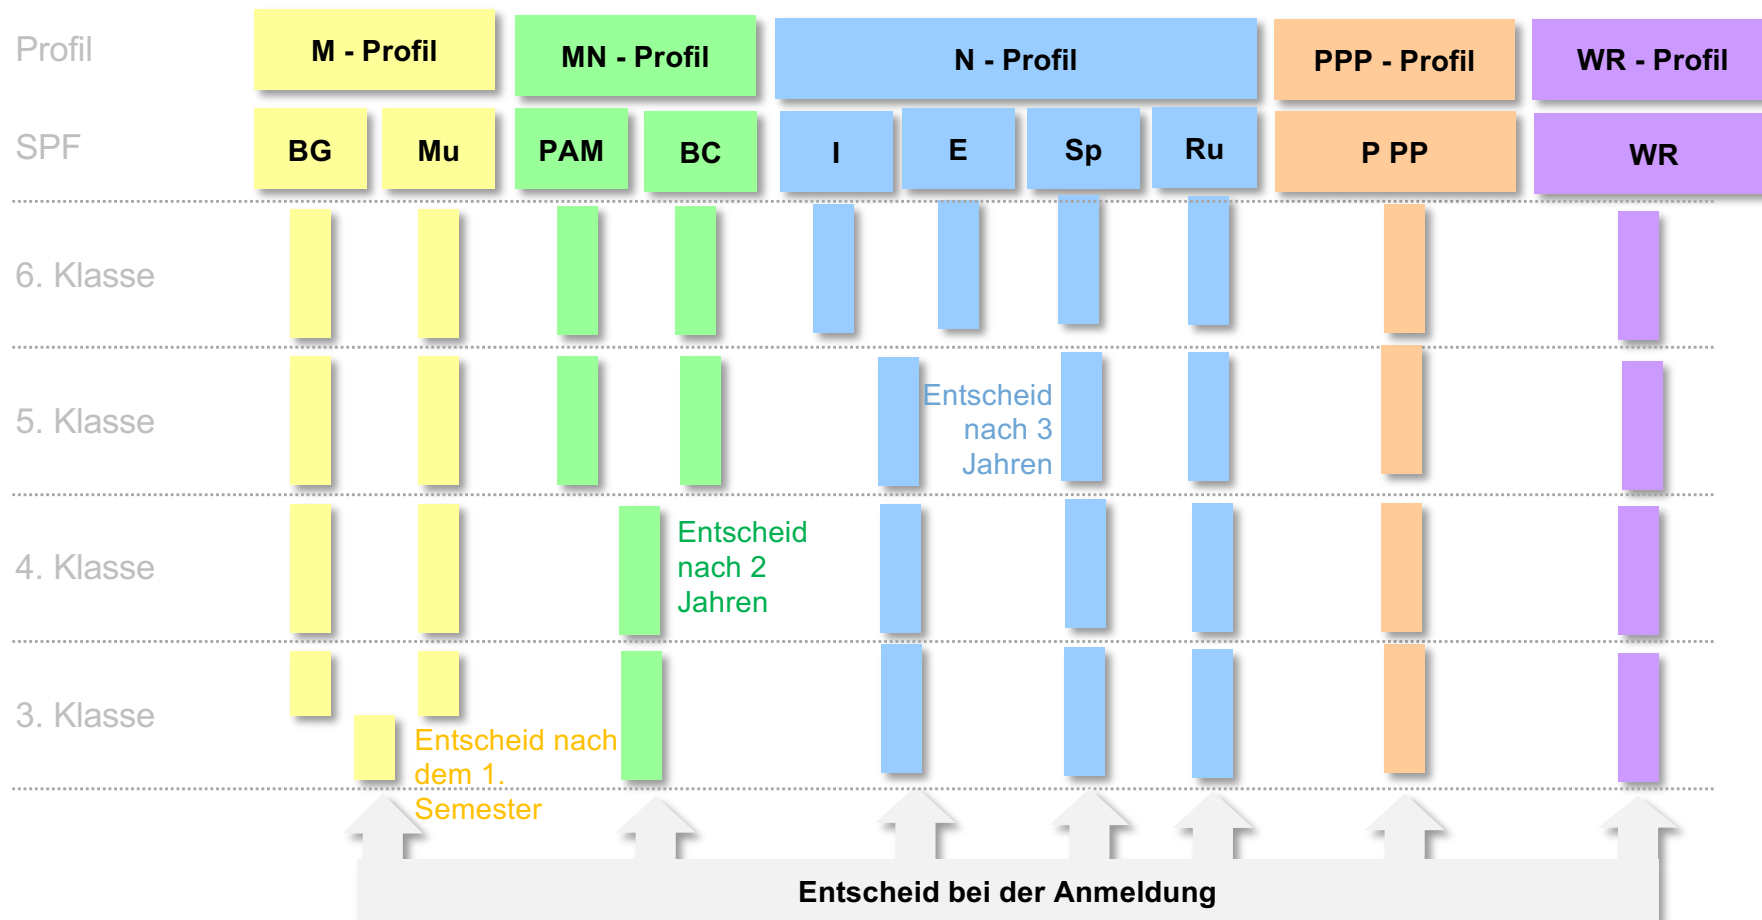 Profil
M - Profil
MN - Profil
N - Profil
PPP - Profil
WR - Profil
SPF
BG
Mu
PAM
BC
I
E
Sp
Ru
P PP
WR
6. Klasse
5. Klasse
Entscheid
nach 3
Jahren
4. Klasse
Entscheid
nach 2
Jahren
3. Klasse
Entscheid nach
dem 1.
Semester
Entscheid bei der Anmeldung